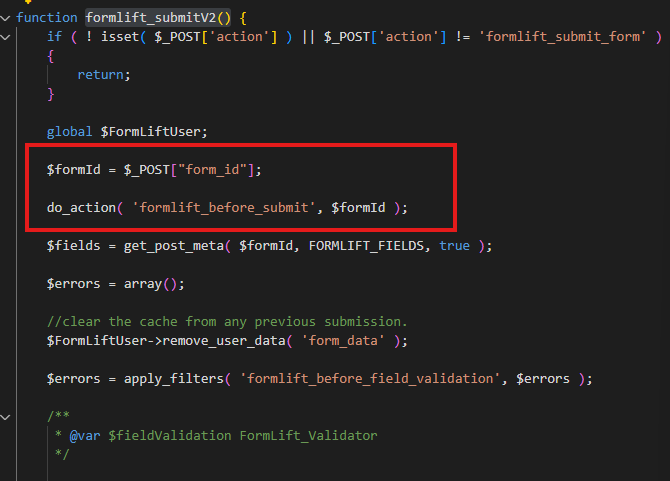 function formlift_submitV2() {
if ( ! isset( $_POST['action'] ) || $_POST['action'] != 'formlift_submit_form' )
{
return;
}
global $FormLiftUser;
$formId = $_POST["form_id"];
do_action( 'formlift_before_submit', $formId );
$fields = get_post_meta( $formId, FORMLIFT_FIELDS, true );
$errors = array();
//clear the cache from any previous submission.
$FormLiftUser->remove_user_data( 'form_data' );
$errors = apply_filters( 'formlift_before_field_validation', $errors );
/**
* @var $fieldValidation FormLift_Validator
*/